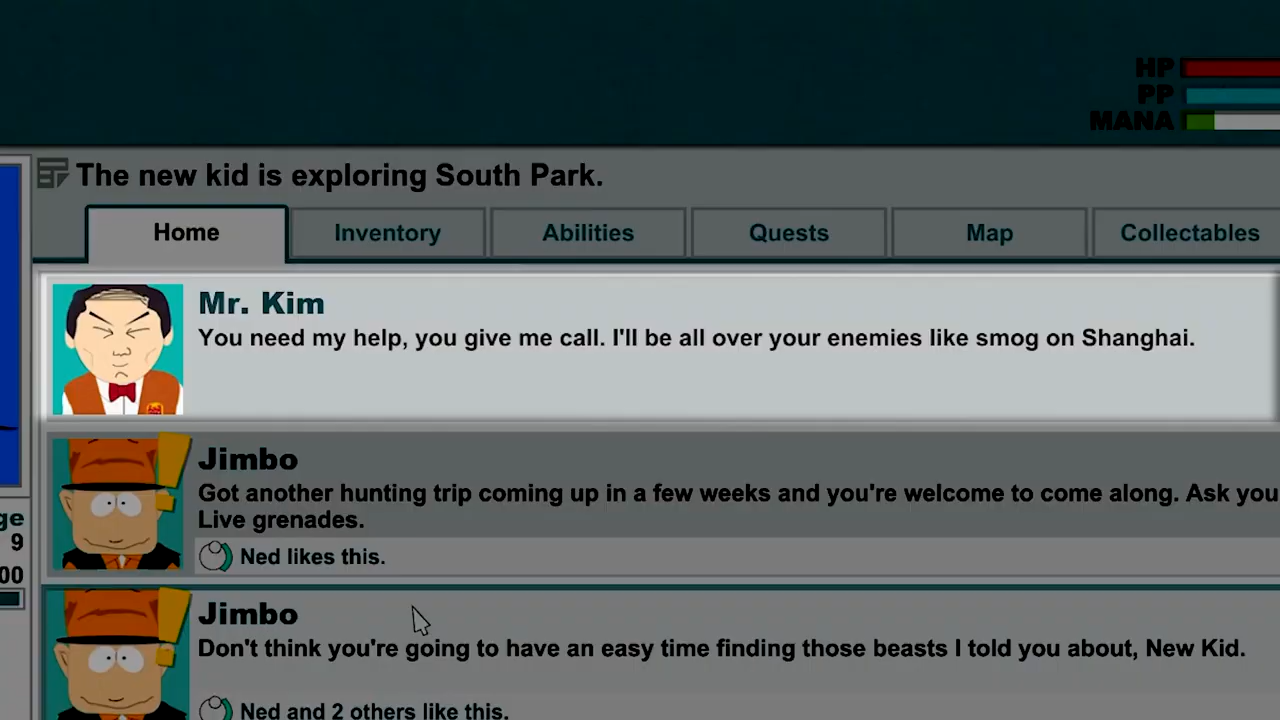 HP
PP
MANA
The new kid is exploring South Park.
Home
Inventory
Abilities
Quests
Map
Collectables
Mr. Kim
You need my help, you give me call. I'll be all over your enemies like smog on Shanghai.
Jimbo
Got another hunting trip coming up in a few weeks and you're welcome to come along. Ask you
Live grenades.
Ned likes this.
ge
9
00
Jimbo
Don't think you're going to have an easy time finding those beasts I told you about, New Kid.
Ned and 2 others like this.